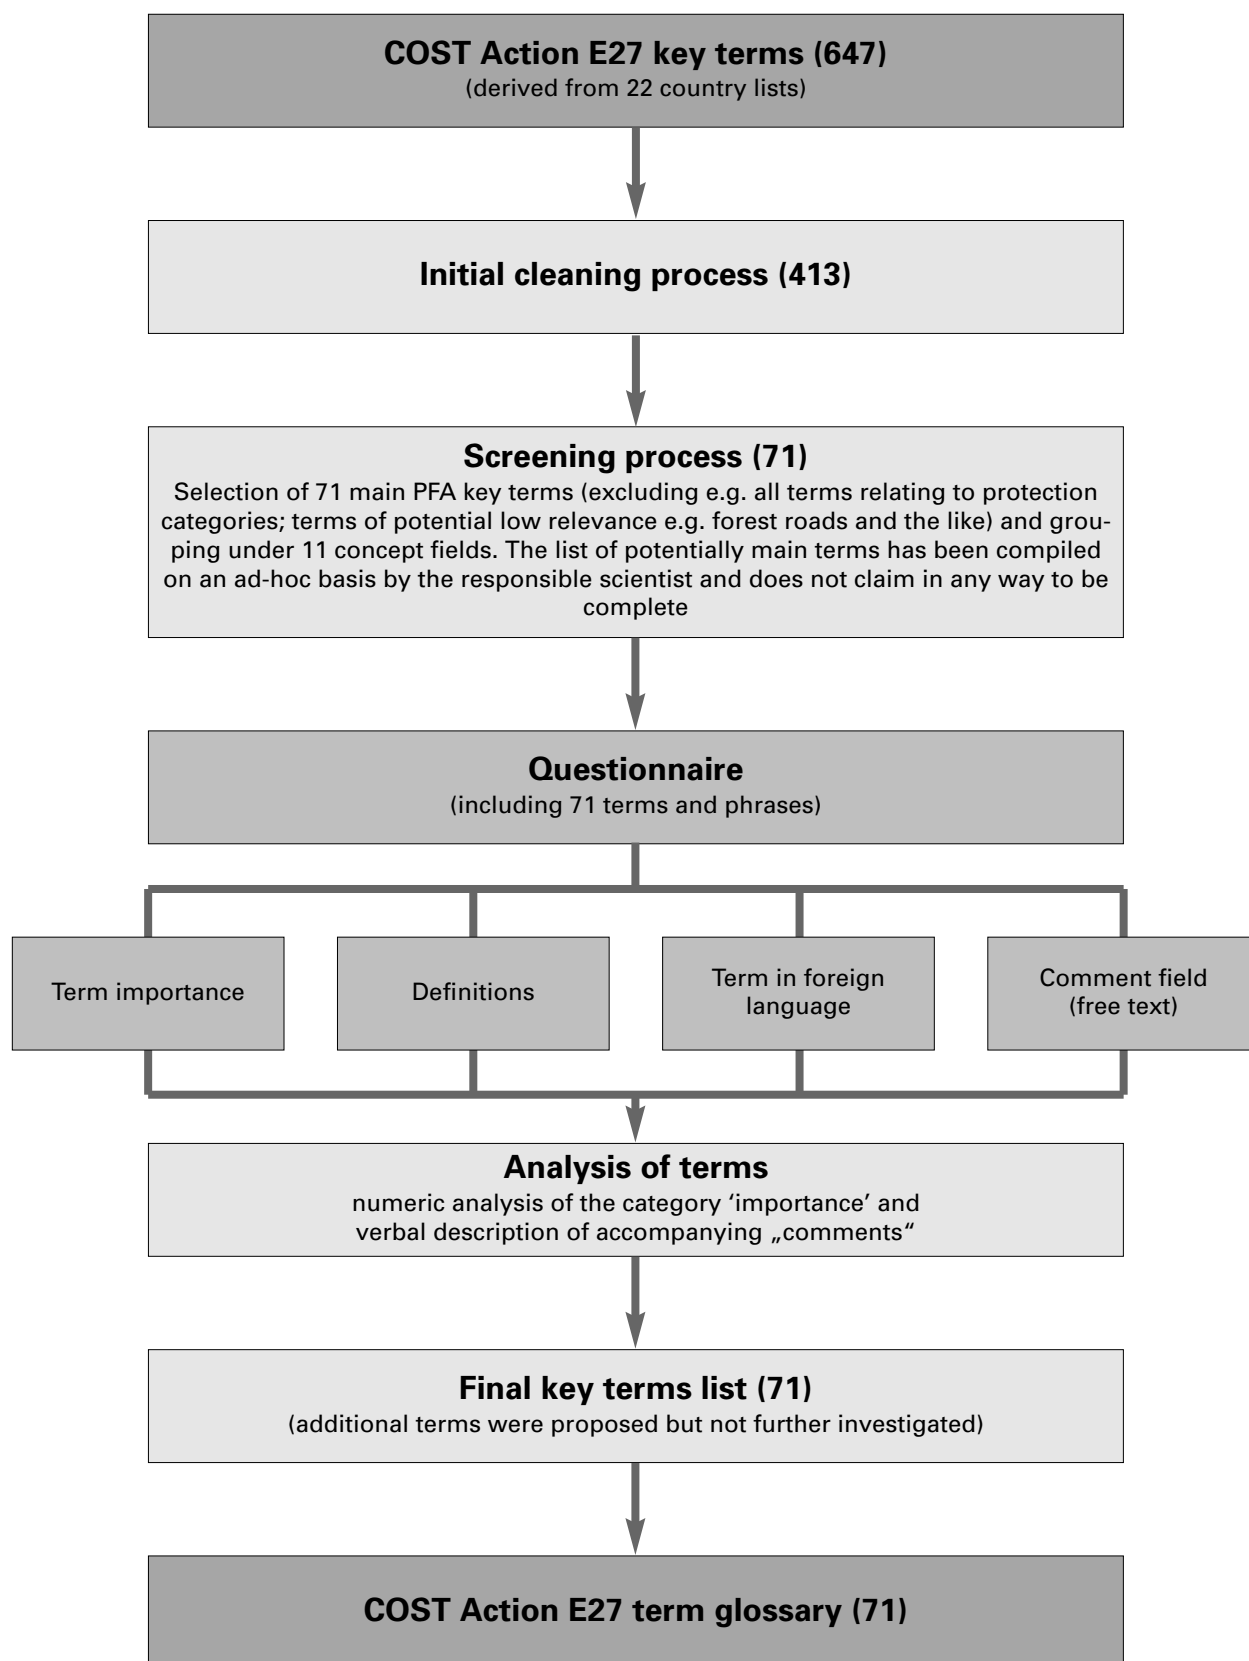 COST Action E27 key terms (647)
(derived from 22 country lists)
Initial cleaning process (413)
Screening process (71)
Selection of 71 main PFA key terms (excluding e.g. all terms relating to protection
categories; terms of potential low relevance e.g. forest roads and the like) and grou-
ping under 11 concept fields. The list of potentially main terms has been compiled
on an ad-hoc basis by the responsible scientist and does not claim in any way to be
complete
Questionnaire
(including 71 terms and phrases)
Term importance
Definitions
Term in foreign
language
Comment field
(free text)
Analysis of terms
numeric analysis of the category ‘importance’ and
verbal description of accompanying „comments“
Final key terms list (71)
(additional terms were proposed but not further investigated)
COST Action E27 term glossary (71)